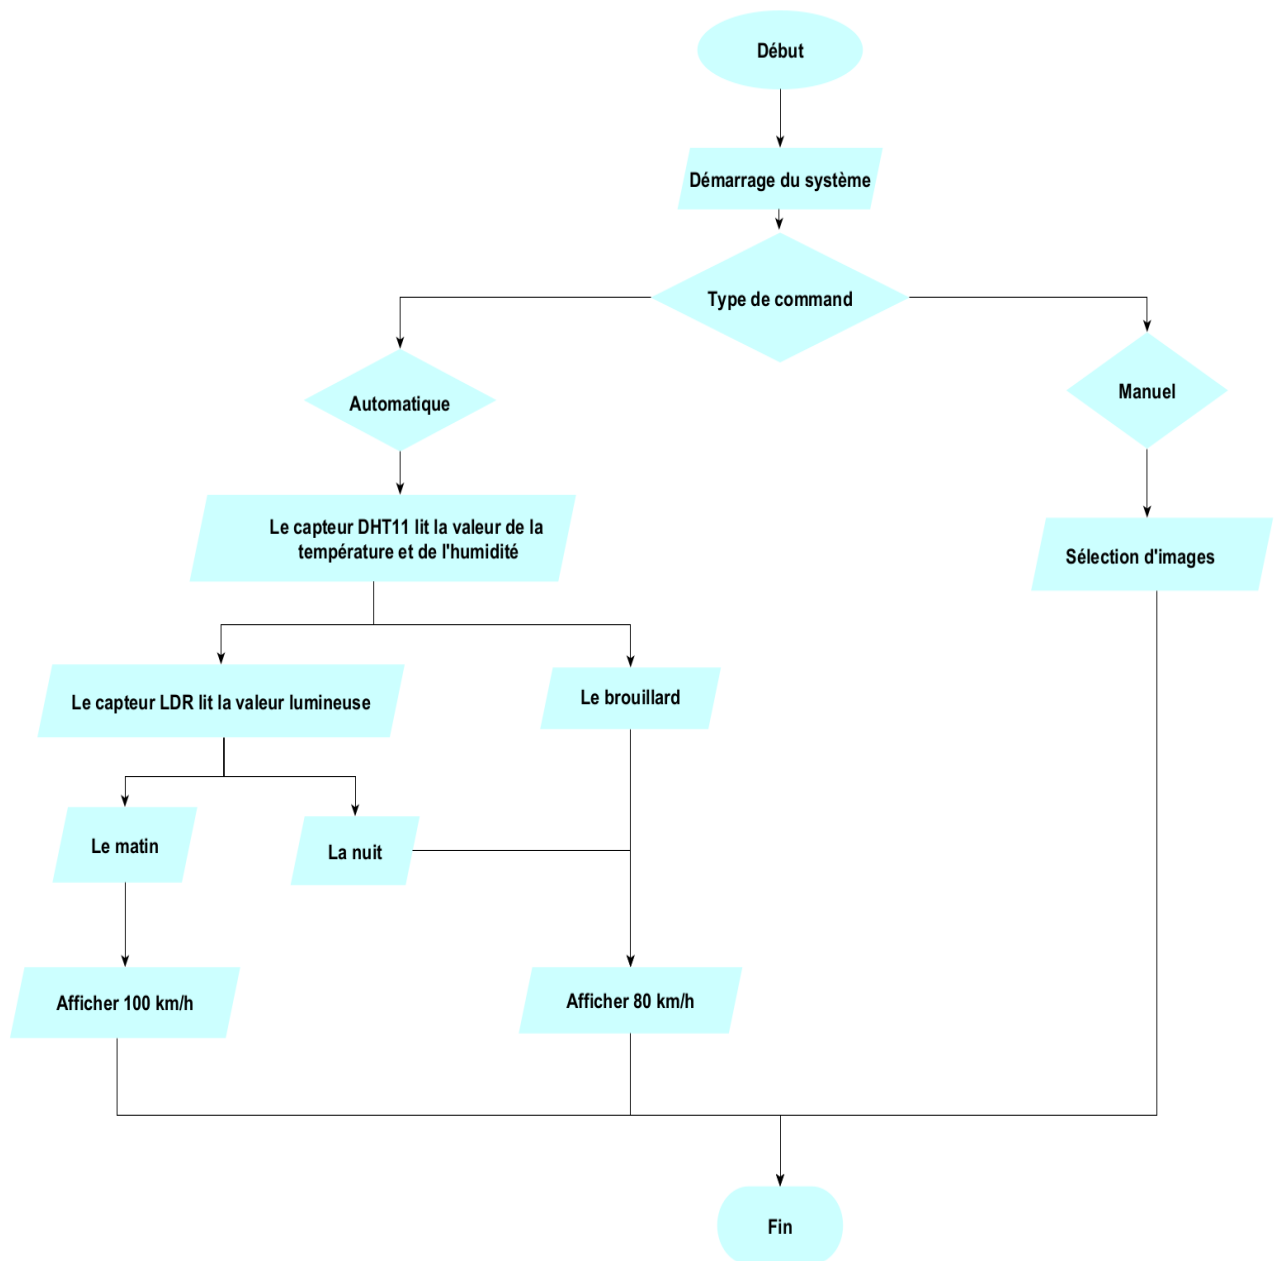 Début
Démarrage du système
Type de command
Automatique
Manuel
Le capteur DHT11 lit la valeur de la
température et de l'humidité
Sélection d'images
Le capteur LDR lit la valeur lumineuse
Le brouillard
Le matin
La nuit
Afficher 100 km/h
Afficher 80 km/h
Fin